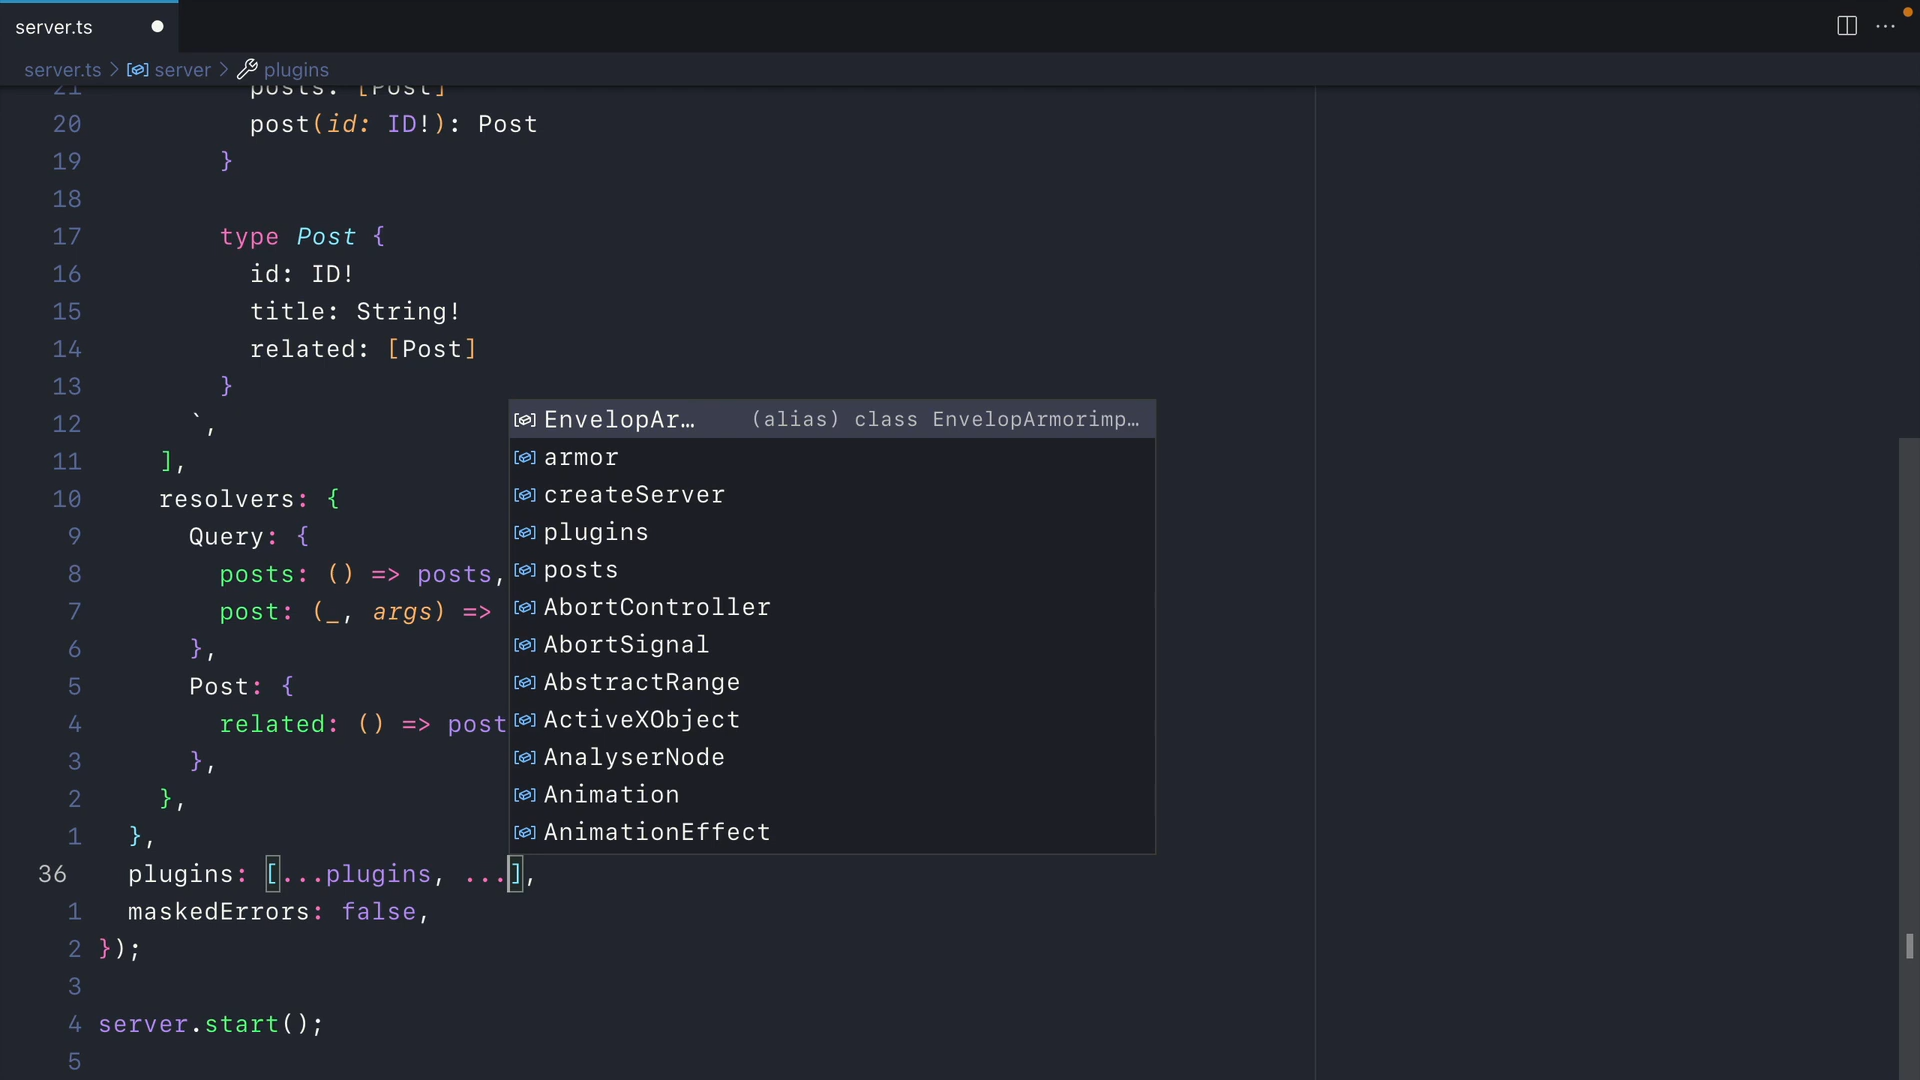 server.ts
server.ts > server > plugins
21 posts: [Post]
20 post(id: ID!): Post
19 }
18
17 type Post {
16 id: ID!
15 title: String!
14 related: [Post]
13 }
12 `,
11 ],
10 resolvers: {
9 Query: {
8 posts: () => posts,
7 post: (_, args) =>
6 },
5 Post: {
4 related: () => post
3 },
2 },
1 },
36 plugins: [...plugins, ...],
1 maskedErrors: false,
2 });
3
4 server.start();
5
EnvelopAr… (alias) class EnvelopArmorimp…
armor
createServer
plugins
posts
AbortController
AbortSignal
AbstractRange
ActiveXObject
AnalyserNode
Animation
AnimationEffect